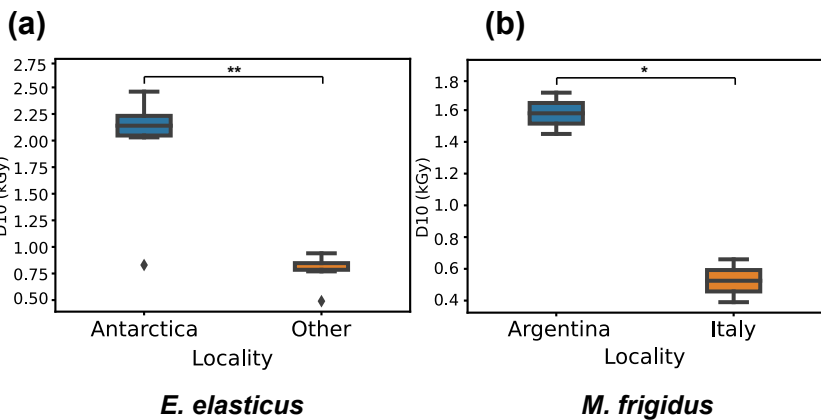 (a)
(b)
2.75
2.50
2.25
2.00
1.75
1.50
1.25
1.00
0.75
0.50
D10 (kGy)
**
Antarctica Other
Locality
E. elasticus
1.8
1.6
1.4
1.2
1.0
0.8
0.6
0.4
D10 (kGy)
*
Argentina Italy
Locality
M. frigidus